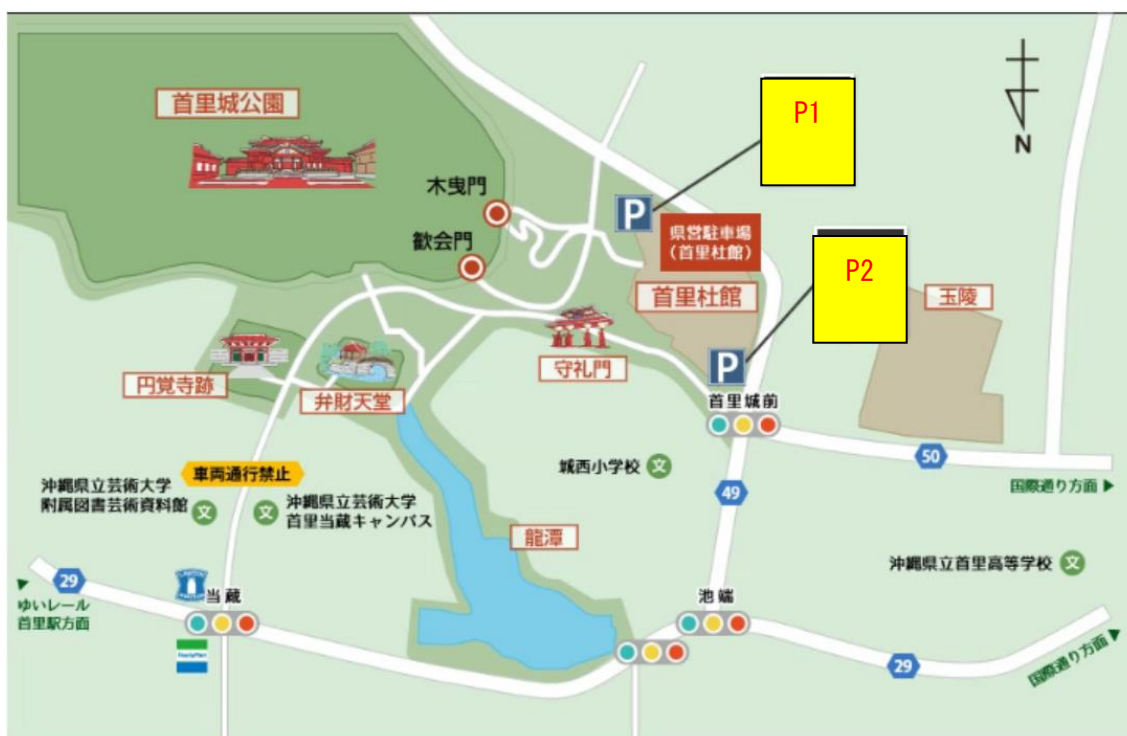 首里城公園
P1
N
木曳門
P
県営駐車場
(首里杜館)
歓会門
P2
首里杜館
玉陵
守礼門
P
円覚寺跡
弁財天堂
首里城前
50
車両通行禁止
城西小学校
文
国際通り方面
沖縄県立芸術大学
附属図書芸術資料館
文
文
沖縄県立芸術大学
首里当蔵キャンパス
49
龍潭
沖縄県立首里高等学校
文
29
ゆいレール
首里駅方面
当蔵
池端
FamilyMart
29
国際通り方面